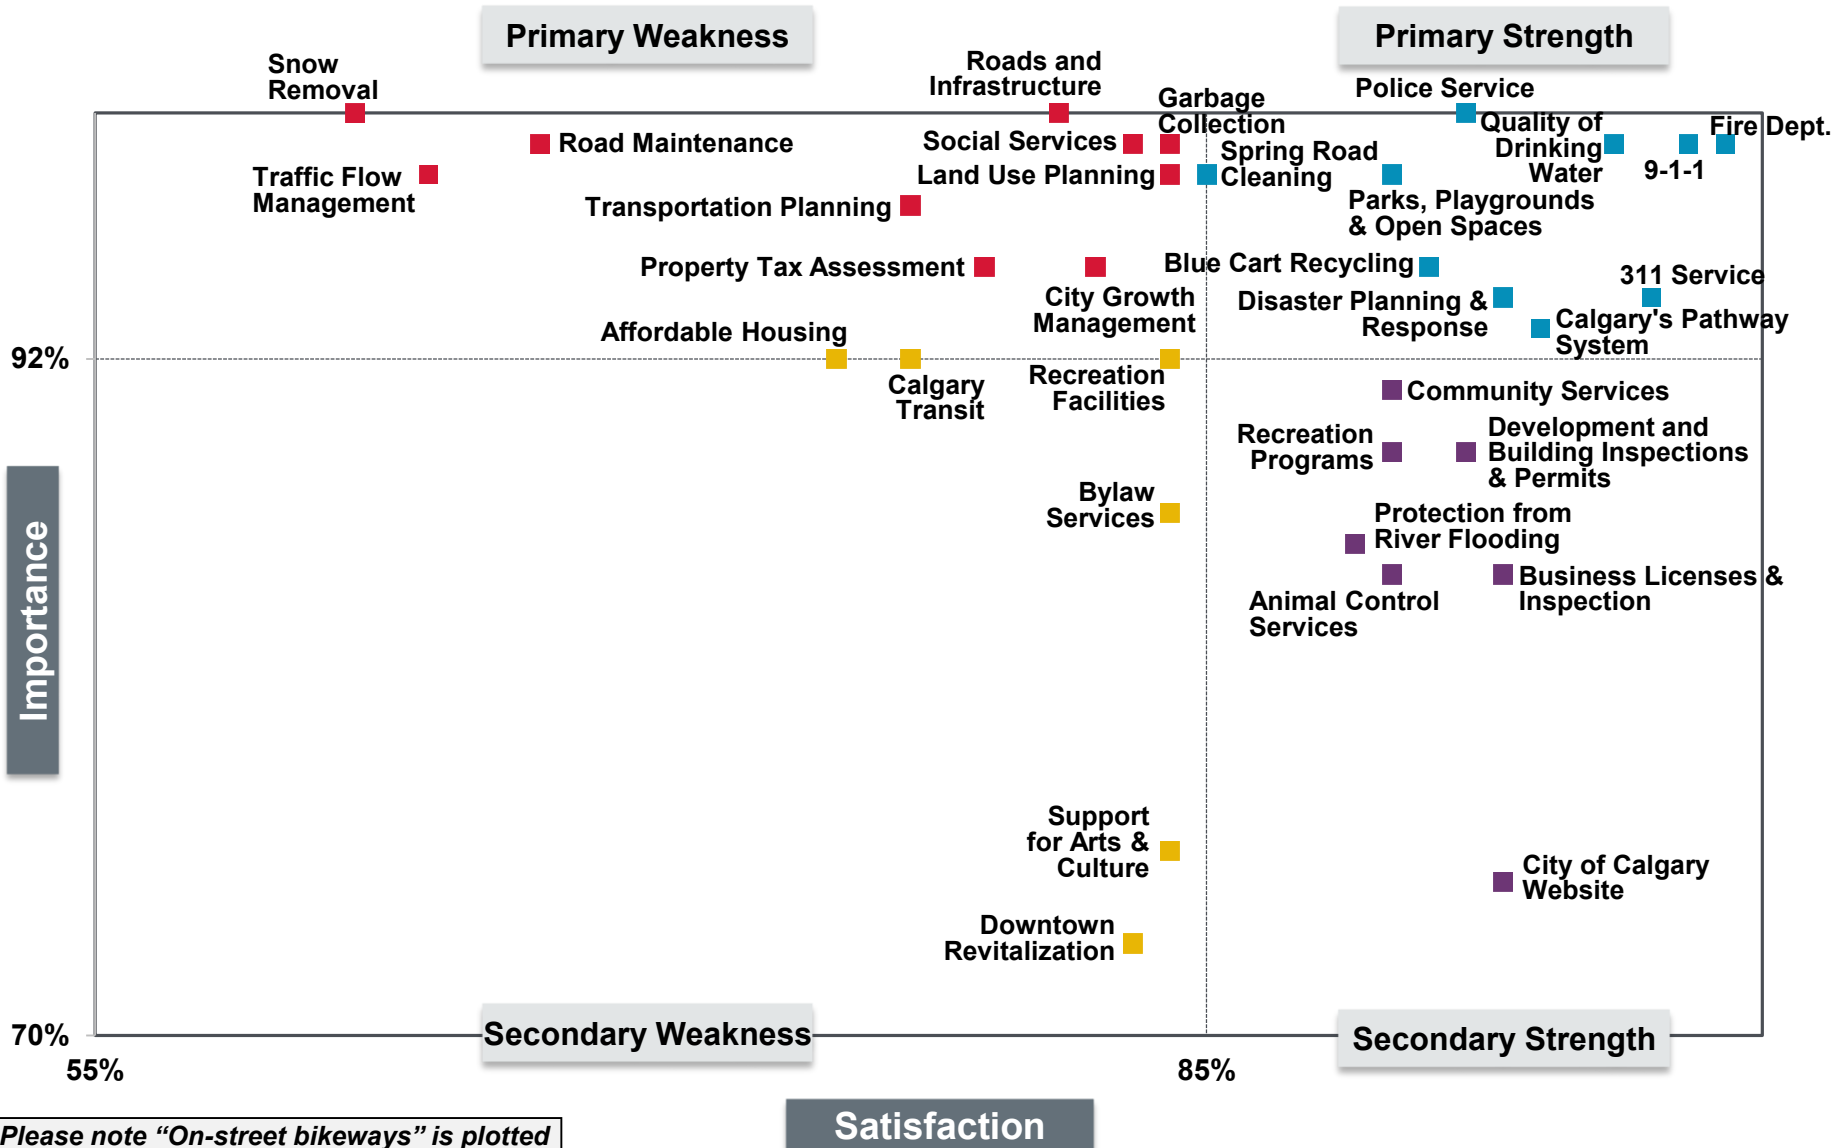 Primary Weakness
Primary Strength
Snow
Removal
Roads and
Infrastructure
Garbage
Collection
Police Service
Quality of
Drinking
Water
Fire Dept.
9-1-1
Road Maintenance
Social Services
Spring Road
Cleaning
Traffic Flow
Management
Land Use Planning
Parks, Playgrounds
& Open Spaces
Transportation Planning
Property Tax Assessment
City Growth
Management
Blue Cart Recycling
311 Service
Disaster Planning &
Response
Calgary's Pathway
System
Affordable Housing
92%
Calgary
Transit
Recreation
Facilities
Community Services
Recreation
Programs
Development and
Building Inspections
& Permits
Bylaw
Services
Protection from
River Flooding
Importance
Animal Control
Services
Business Licenses &
Inspection
Support
for Arts &
Culture
City of Calgary
Website
Downtown
Revitalization
70%
Secondary Weakness
Secondary Strength
55%
85%
Satisfaction
Please note “On-street bikeways” is plotted